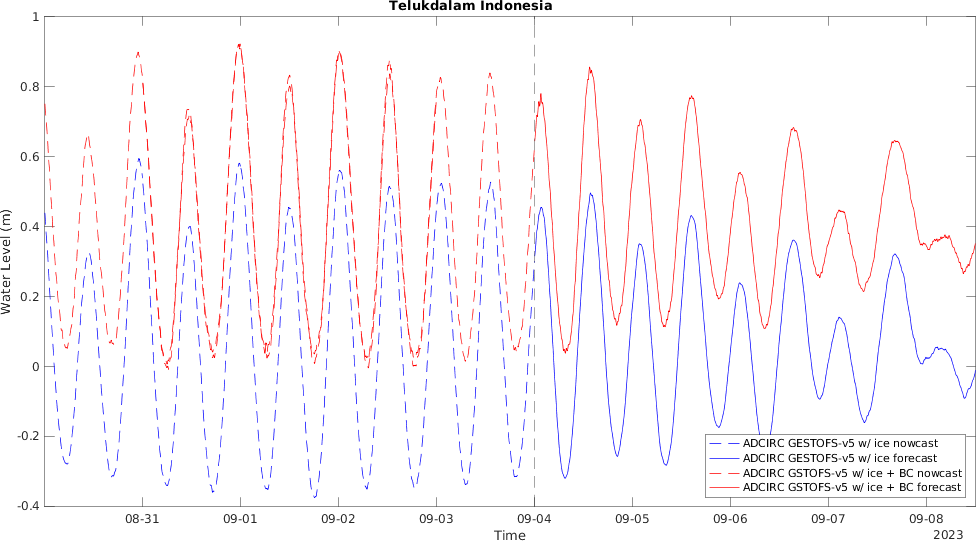 Telukdalam Indonesia
1
0.8
0.6
0.4
0.2
0
-0.2
-0.4
Water Level (m)
ADCIRC GESTOFS-v5 w/ ice nowcast
ADCIRC GESTOFS-v5 w/ ice forecast
ADCIRC GSTOFS-v5 w/ ice + BC nowcast
ADCIRC GSTOFS-v5 w/ ice + BC forecast
08-31 09-01 09-02 09-03 09-04 09-05 09-06 09-07 09-08
Time
2023